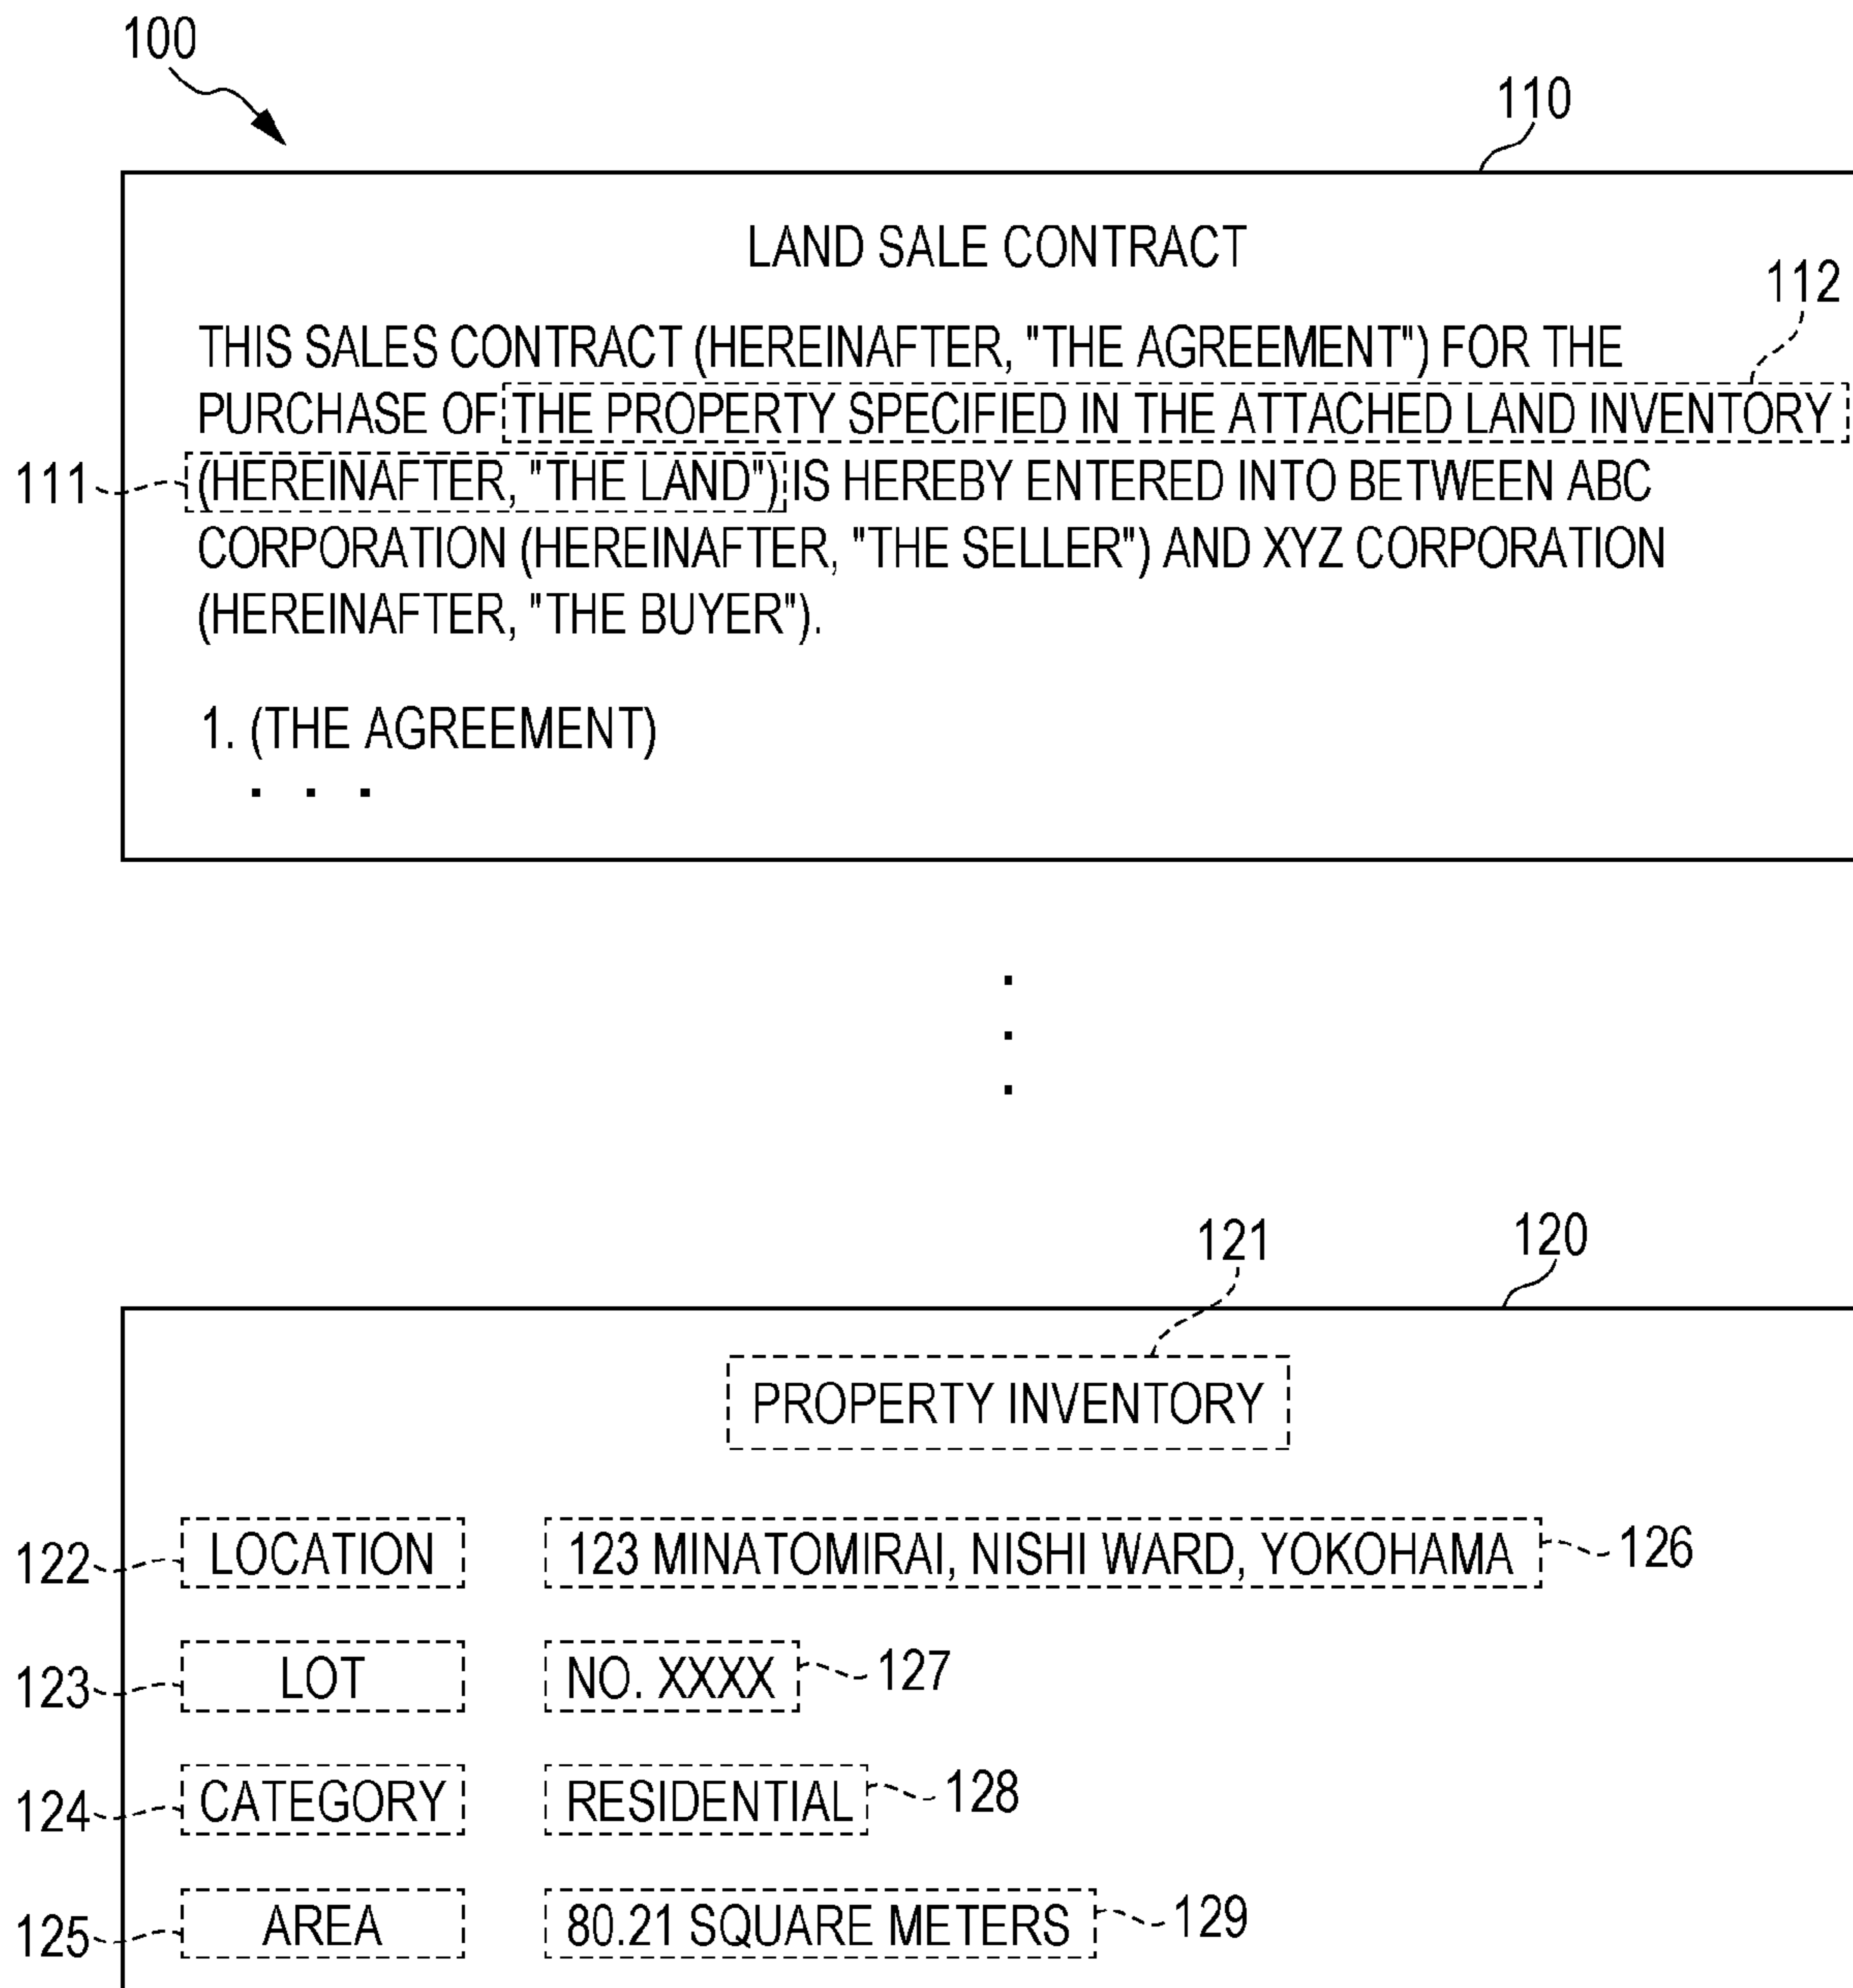 100
110
LAND SALE CONTRACT
112
THIS SALES CONTRACT (HEREINAFTER, "THE AGREEMENT") FOR THE
PURCHASE OF THE PROPERTY SPECIFIED IN THE ATTACHED LAND INVENTORY
111 (HEREINAFTER, "THE LAND") IS HEREBY ENTERED INTO BETWEEN ABC
CORPORATION (HEREINAFTER, "THE SELLER") AND XYZ CORPORATION
(HEREINAFTER, "THE BUYER").
1. (THE AGREEMENT)
. . .
.
.
.
121
120
PROPERTY INVENTORY
122 LOCATION 123 MINATOMIRAI, NISHI WARD, YOKOHAMA 126
123 LOT NO. XXXX 127
124 CATEGORY RESIDENTIAL 128
125 AREA 80.21 SQUARE METERS 129